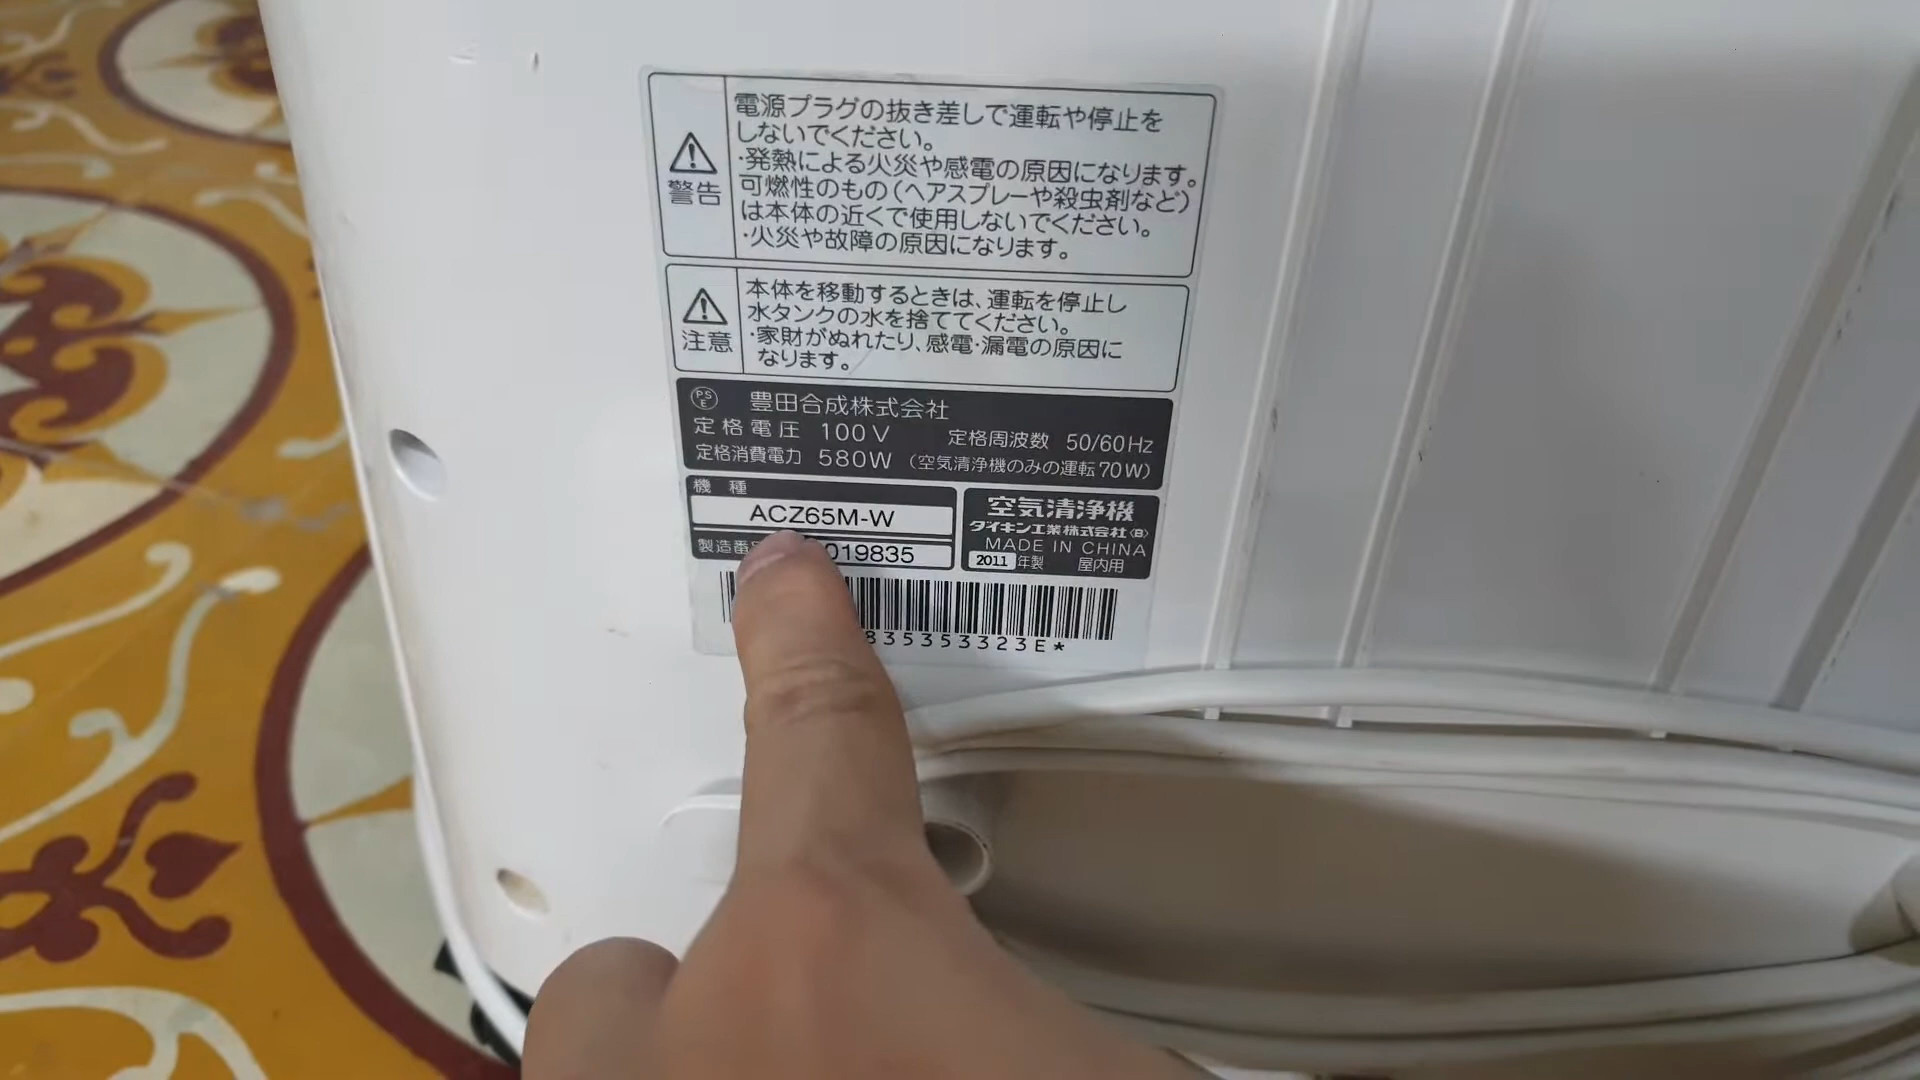 電源プラグの抜き差しで運転や停止を
しないでください。
・発熱による火災や感電の原因になります。
可燃性のもの(ヘアスプレーや殺虫剤など)
は本体の近くで使用しないでください。
・火災や故障の原因になります。
警告
本体を移動するときは、運転を停止し
水タンクの水を捨ててください。
・家財がぬれたり、感電・漏電の原因に
なります。
注意
PSE 豊田合成株式会社
定格電圧 100V 定格周波数 50/60Hz
定格消費電力 580W (空気清浄機のみの運転70W)
機種
ACZ65M-W
製造番 019835
空気清浄機
ダイキン工業株式会社
MADE IN CHINA
2011年製 屋内用
835353323E*